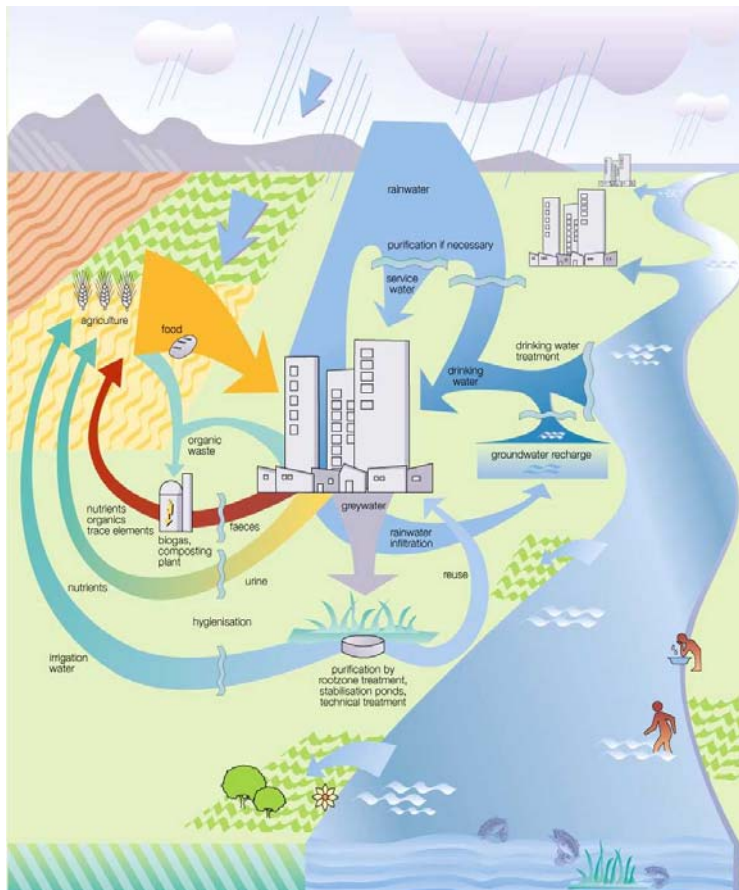 rainwater
purification if necessary
service
water
agriculture
food
drinking water
treatment
drinking
water
organic
waste
groundwater recharge
greywater
nutrients
organics
trace elements
faeces
biogas,
composting
plant
rainwater
infiltration
reuse
nutrients
urine
hygienisation
irrigation
water
purification by
rootzone treatment,
stabilisation ponds,
technical treatment